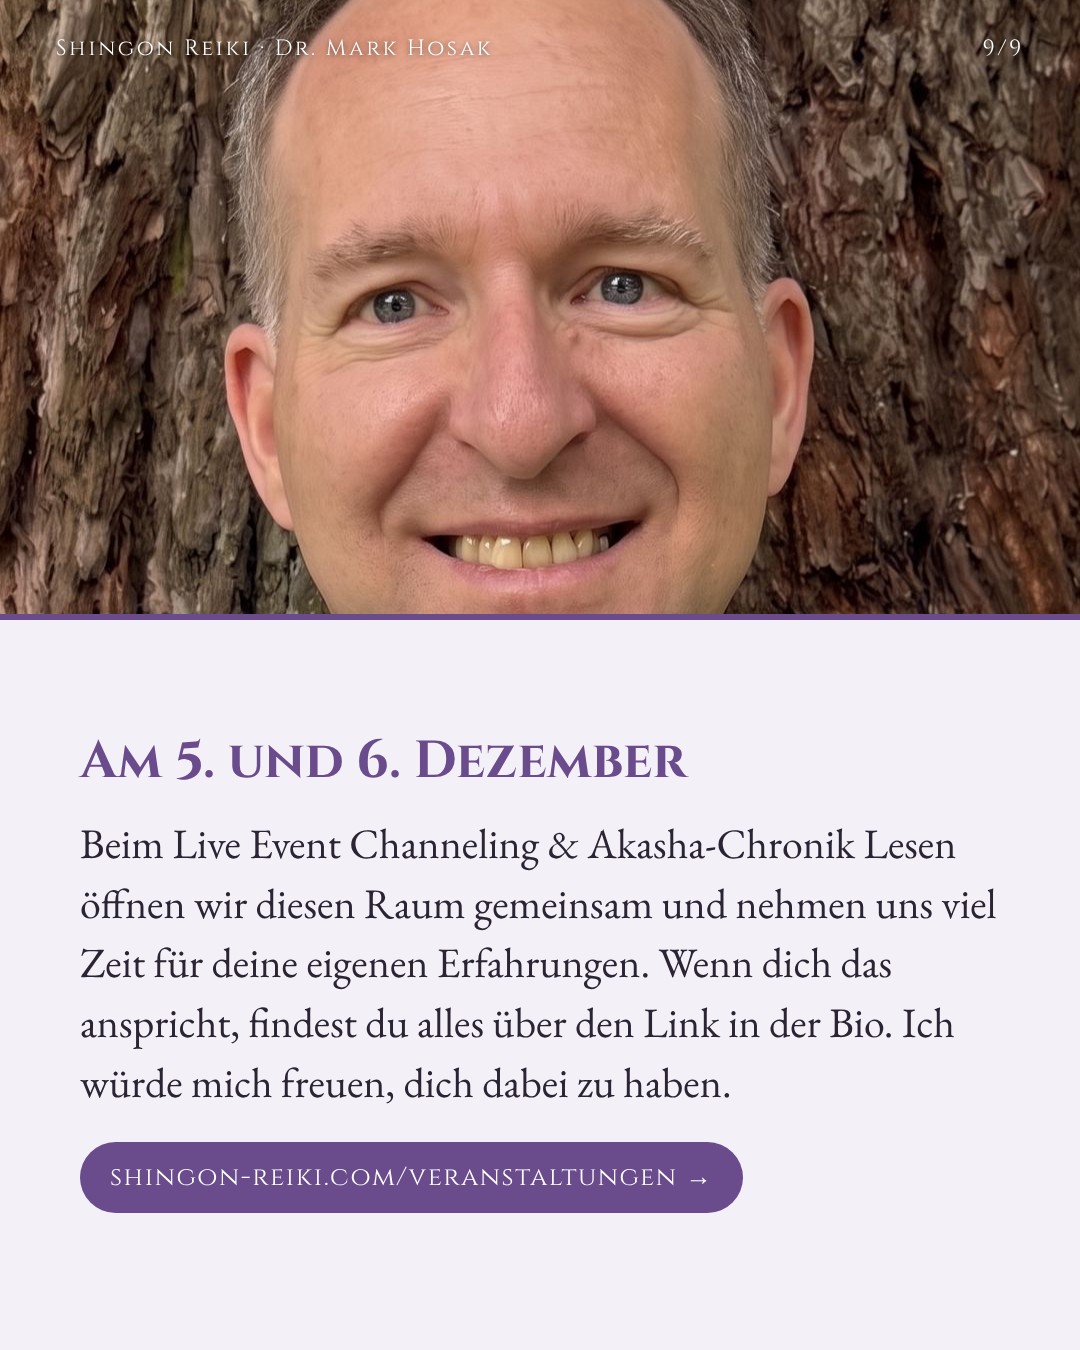 Shingon Reiki · Dr. Mark Hosak
9/9
Am 5. und 6. Dezember
Beim Live Event Channeling & Akasha-Chronik Lesen
öffnen wir diesen Raum gemeinsam und nehmen uns viel
Zeit für deine eigenen Erfahrungen. Wenn dich das
anspricht, findest du alles über den Link in der Bio. Ich
würde mich freuen, dich dabei zu haben.
shingon-reiki.com/veranstaltungen →